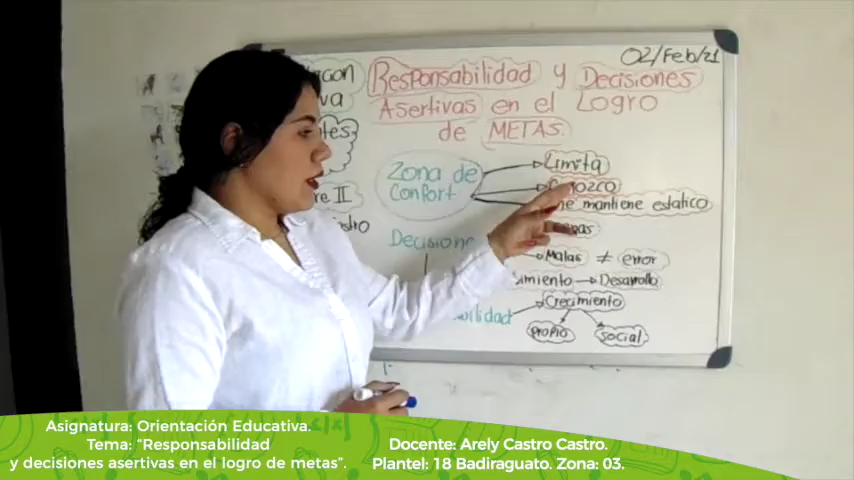 02/Feb/21
Responsabilidad y Decisiones
Asertivas en el Logro
de METAS.
Zona de
Confort
Limita
Conozco
mantiene estatico
Decisione
Malas ≠ error
Desarrollo
Crecimiento
propio
social
Asignatura: Orientación Educativa.
Tema: "Responsabilidad
y decisiones asertivas en el logro de metas".
Docente: Arely Castro Castro.
Plantel: 18 Badiraguato. Zona: 03.